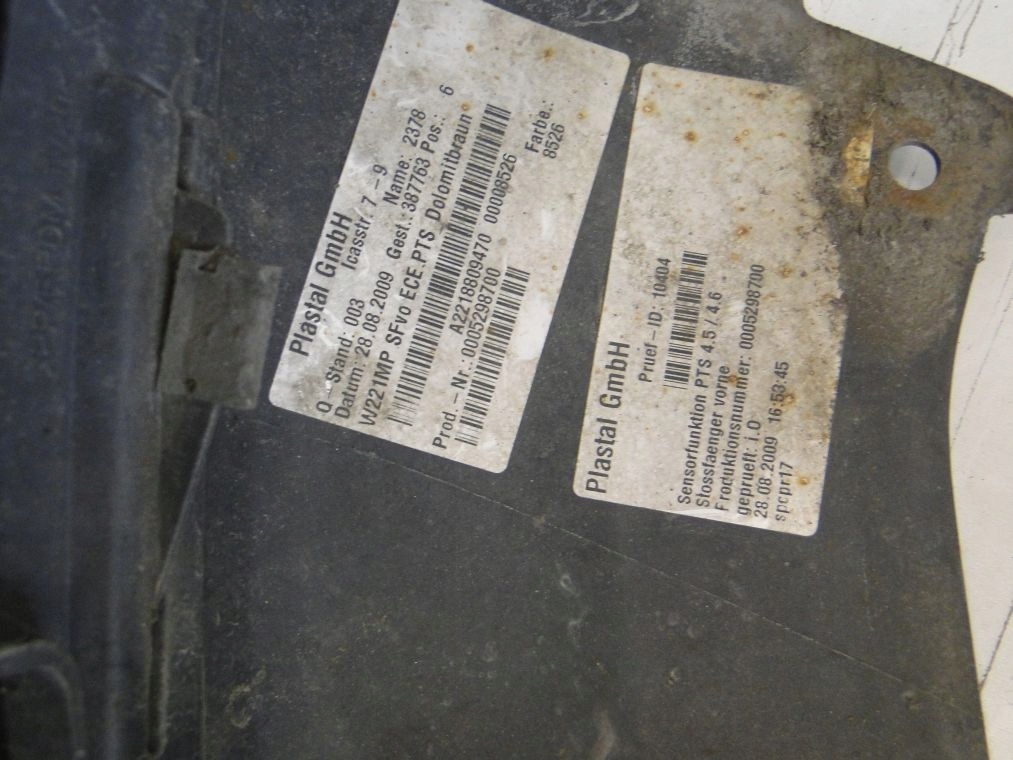 Plastal GmbH
Icasstr. 7-9
Q-Stand: 003 Name: 2378
Datum: 28.08.2009 Gest.: 387763 Pos.: 6
W221MP SFvo ECE.PTS Dolomitbraun
A2218809470 00008526
Prod.-Nr.: 0005298700 Farbe.:
8526
Plastal GmbH
Pruef-ID: 10404
Sensorfunktion PTS 4.5 / 4.6
Stossfaenger vorne
Produktionsnummer: 0005298700
geprueft: i.O
28.08.2009 16:53:45
spcpr17